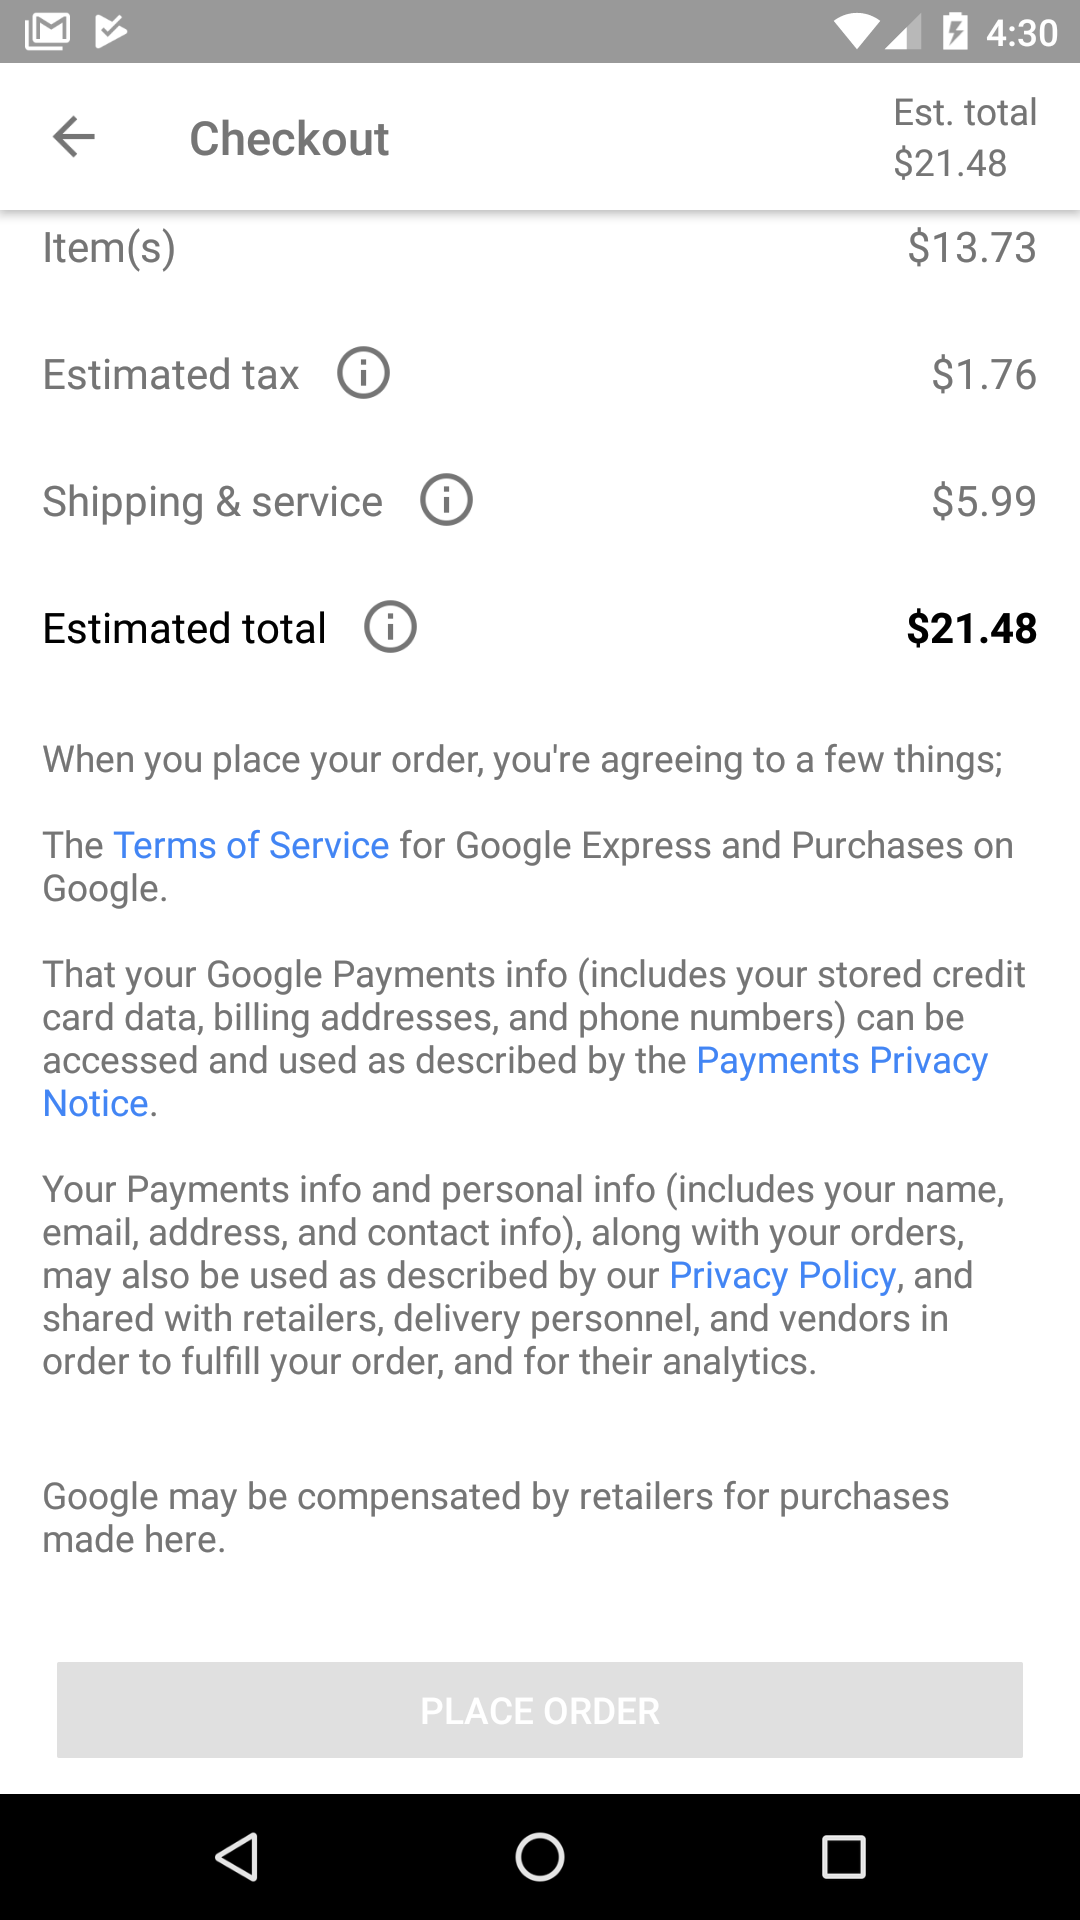 4:30
Checkout
Est. total
$21.48
Item(s) $13.73
Estimated tax $1.76
Shipping & service $5.99
Estimated total $21.48
When you place your order, you're agreeing to a few things;
The Terms of Service for Google Express and Purchases on
Google.
That your Google Payments info (includes your stored credit
card data, billing addresses, and phone numbers) can be
accessed and used as described by the Payments Privacy
Notice.
Your Payments info and personal info (includes your name,
email, address, and contact info), along with your orders,
may also be used as described by our Privacy Policy, and
shared with retailers, delivery personnel, and vendors in
order to fulfill your order, and for their analytics.
Google may be compensated by retailers for purchases
made here.
PLACE ORDER